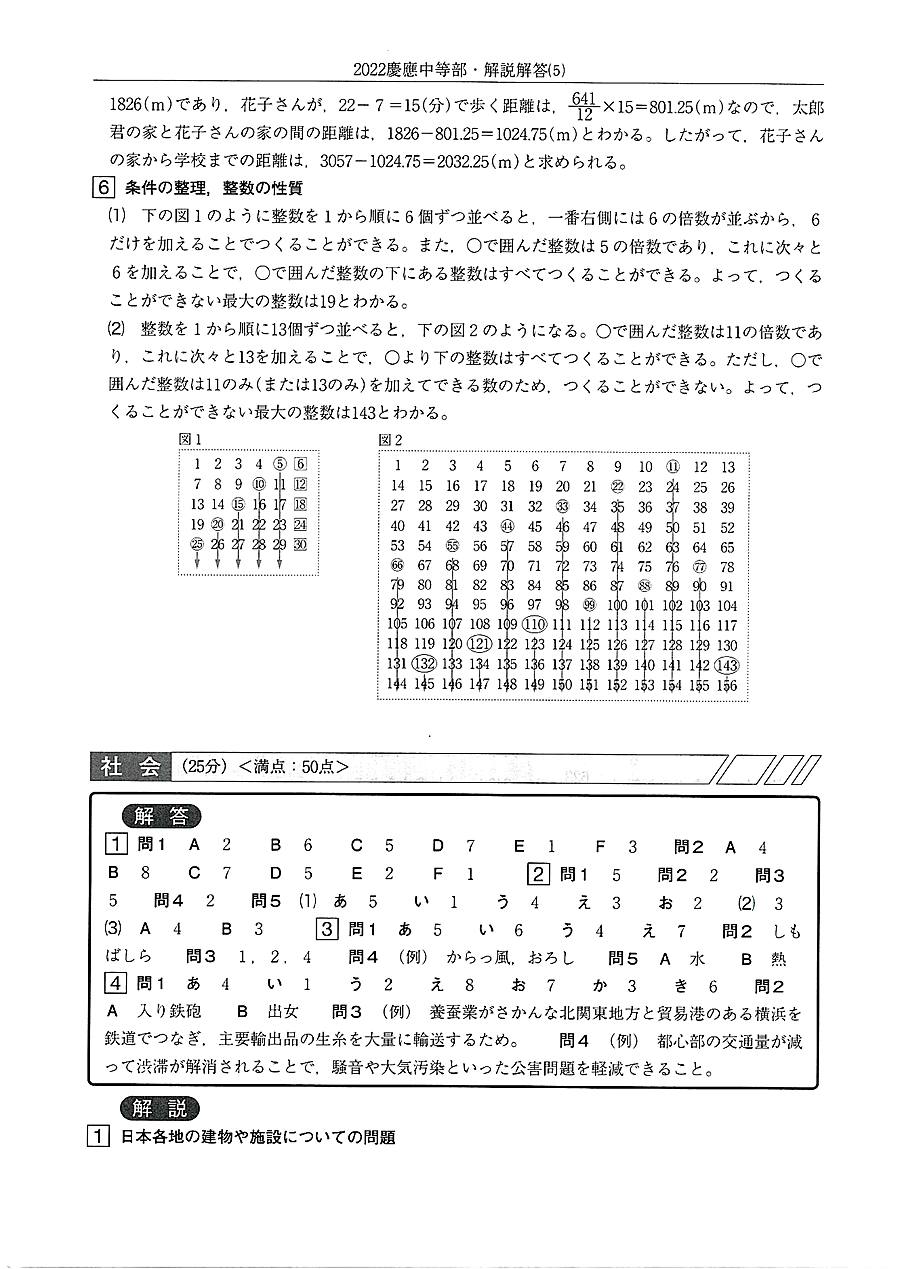 2022慶應中等部・解説解答(5)
1826(m)であり，花子さんが，22－7＝15(分)で歩く距離は，641/12×15＝801.25(m)なので，太郎
君の家と花子さんの家の間の距離は，1826－801.25＝1024.75(m)とわかる。したがって，花子さん
の家から学校までの距離は，3057－1024.75＝2032.25(m)と求められる。
6 条件の整理，整数の性質
(1) 下の図1のように整数を1から順に6個ずつ並べると，一番右側には6の倍数が並ぶから，6
だけを加えることでつくることができる。また，○で囲んだ整数は5の倍数であり，これに次々と
6を加えることで，○で囲んだ整数の下にある整数はすべてつくることができる。よって，つくる
ことができない最大の整数は19とわかる。
(2) 整数を1から順に13個ずつ並べると，下の図2のようになる。○で囲んだ整数は11の倍数であ
り，これに次々と13を加えることで，○より下の整数はすべてつくることができる。ただし，○で
囲んだ整数は11のみ(または13のみ)を加えてできる数のため，つくることができない。よって，つ
くることができない最大の整数は143とわかる。
図1
1 2 3 4 ⑤ 6
7 8 9 ⑩ 11 12
13 14 ⑮ 16 17 18
19 ⑳ 21 22 23 24
㉕ 26 27 28 29 30
図2
1 2 3 4 5 6 7 8 9 10 ⑪ 12 13
14 15 16 17 18 19 20 21 ㉒ 23 24 25 26
27 28 29 30 31 32 ㉝ 34 35 36 37 38 39
40 41 42 43 ㊹ 45 46 47 48 49 50 51 52
53 54 55 56 57 58 59 60 61 62 63 64 65
66 67 68 69 70 71 72 73 74 75 76 77 78
79 80 81 82 83 84 85 86 87 88 89 90 91
92 93 94 95 96 97 98 99 100 101 102 103 104
105 106 107 108 109 110 111 112 113 114 115 116 117
118 119 120 121 122 123 124 125 126 127 128 129 130
131 132 133 134 135 136 137 138 139 140 141 142 143
144 145 146 147 148 149 150 151 152 153 154 155 156
社会 (25分) ＜満点：50点＞
解答
1 問1 A 2 B 6 C 5 D 7 E 1 F 3 問2 A 4
B 8 C 7 D 5 E 2 F 1 2 問1 5 問2 2 問3
5 問4 2 問5 (1) あ 5 い 1 う 4 え 3 お 2 (2) 3
(3) A 4 B 3 3 問1 あ 5 い 6 う 4 え 7 問2 しも
ばしら 問3 1，2，4 問4 (例) からっ風，おろし 問5 A 水 B 熱
4 問1 あ 4 い 1 う 2 え 8 お 7 か 3 き 6 問2
A 入り鉄砲 B 出女 問3 (例) 養蚕業がさかんな北関東地方と貿易港のある横浜を
鉄道でつなぎ，主要輸出品の生糸を大量に輸送するため。 問4 (例) 都心部の交通量が減
って渋滞が解消されることで，騒音や大気汚染といった公害問題を軽減できること。
解説
1 日本各地の建物や施設についての問題